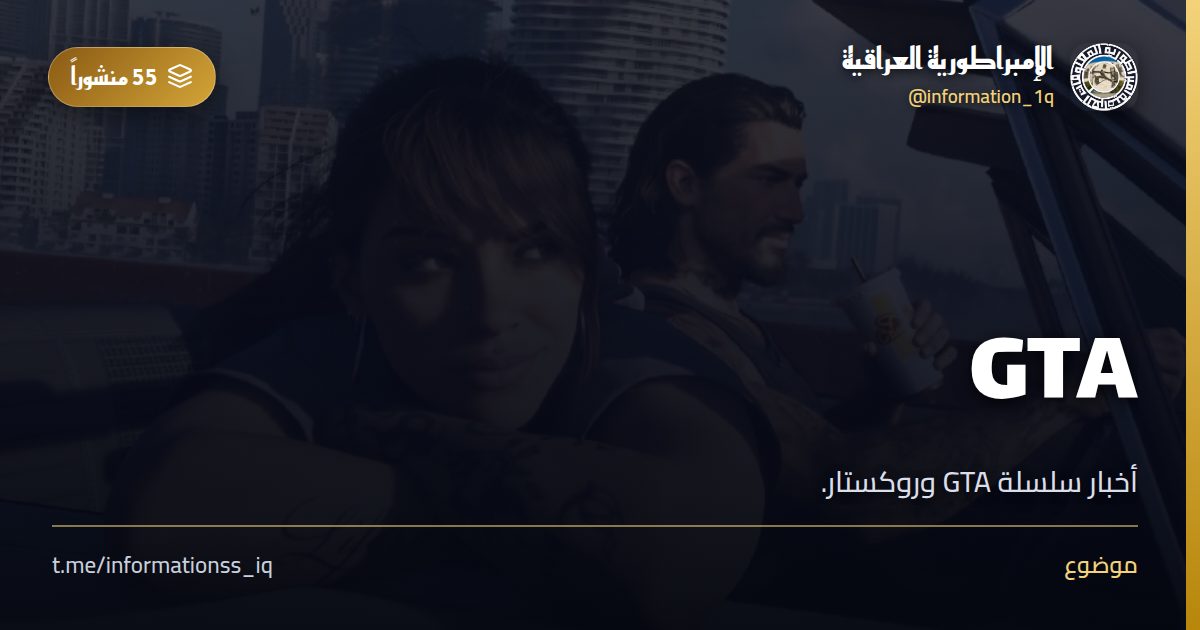 الإمبراطورية العراقية
@information_1q
55 منشوراً
GTA
أخبار سلسلة GTA وروكستار.
موضوع
t.me/informationss_iq